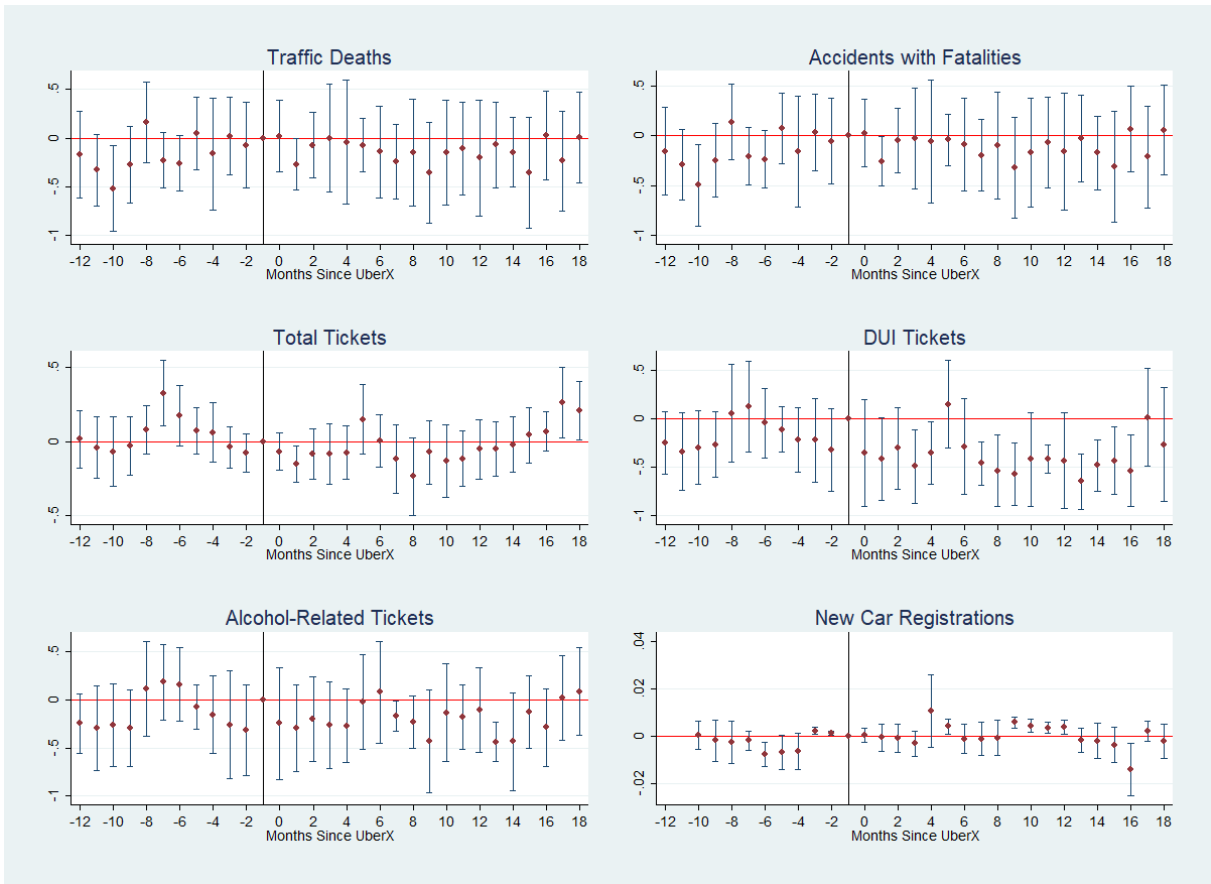 Traffic Deaths
.5
0
-.5
-1
-12 -10 -8 -6 -4 -2 0 2 4 6 8 10 12 14 16 18
Months Since UberX
Accidents with Fatalities
.5
0
-.5
-1
-12 -10 -8 -6 -4 -2 0 2 4 6 8 10 12 14 16 18
Months Since UberX
Total Tickets
.5
0
-.5
-12 -10 -8 -6 -4 -2 0 2 4 6 8 10 12 14 16 18
Months Since UberX
DUI Tickets
.5
0
-.5
-1
-12 -10 -8 -6 -4 -2 0 2 4 6 8 10 12 14 16 18
Months Since UberX
Alcohol-Related Tickets
.5
0
-.5
-1
-12 -10 -8 -6 -4 -2 0 2 4 6 8 10 12 14 16 18
Months Since UberX
New Car Registrations
.04
.02
0
-.02
-12 -10 -8 -6 -4 -2 0 2 4 6 8 10 12 14 16 18
Months Since UberX